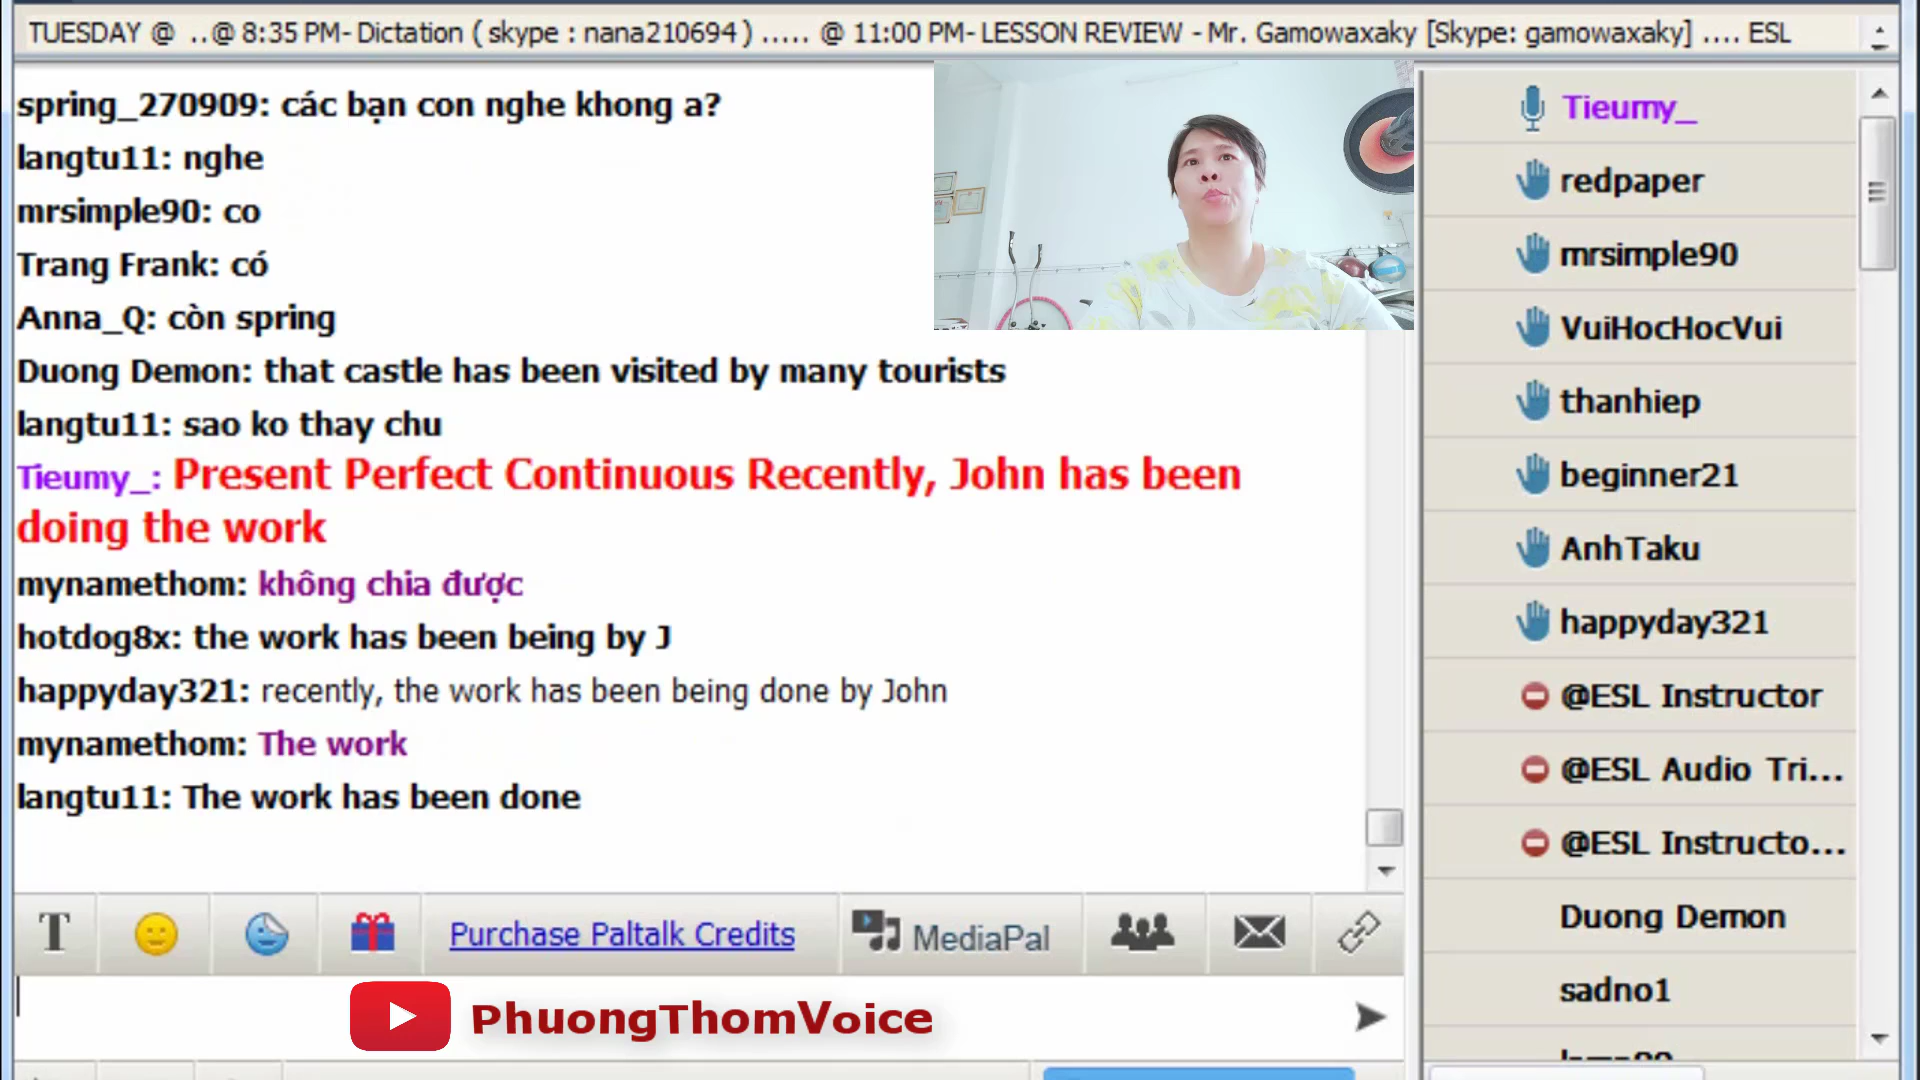 TUESDAY @ ..@ 8:35 PM- Dictation ( skype : nana210694 ) ..... @ 11:00 PM- LESSON REVIEW - Mr. Gamowaxaky [Skype: gamowaxaky] .... ESL
spring_270909: các bạn con nghe khong a?
langtu11: nghe
mrsimple90: co
Trang Frank: có
Anna_Q: còn spring
Duong Demon: that castle has been visited by many tourists
langtu11: sao ko thay chu
Tieumy_: Present Perfect Continuous Recently, John has been
doing the work
mynamethom: không chia được
hotdog8x: the work has been being by J
happyday321: recently, the work has been being done by John
mynamethom: The work
langtu11: The work has been done
Tieumy_
redpaper
mrsimple90
VuiHocHocVui
thanhiep
beginner21
AnhTaku
happyday321
@ESL Instructor
@ESL Audio Tri...
@ESL Instructo...
Duong Demon
sadno1
T
Purchase Paltalk Credits
MediaPal
PhuongThomVoice